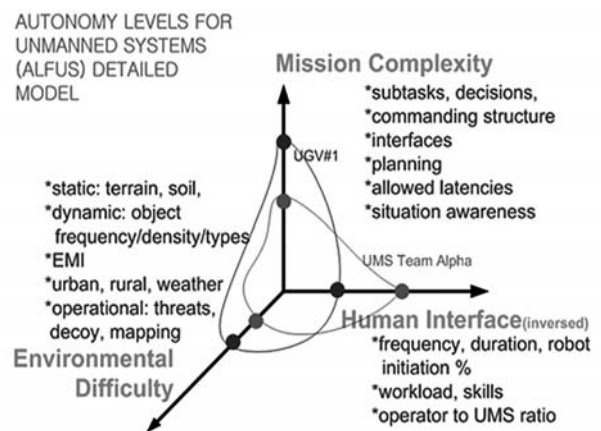 AUTONOMY LEVELS FOR
UNMANNED SYSTEMS
(ALFUS) DETAILED
MODEL
Mission Complexity
*subtasks, decisions,
*commanding structure
*interfaces
*planning
*allowed latencies
*situation awareness
UGV#1
*static: terrain, soil,
*dynamic: object
frequency/density/types
*EMI
*urban, rural, weather
*operational: threats,
decoy, mapping
Environmental
Difficulty
UMS Team Alpha
Human Interface(inversed)
*frequency, duration, robot
initiation %
*workload, skills
*operator to UMS ratio